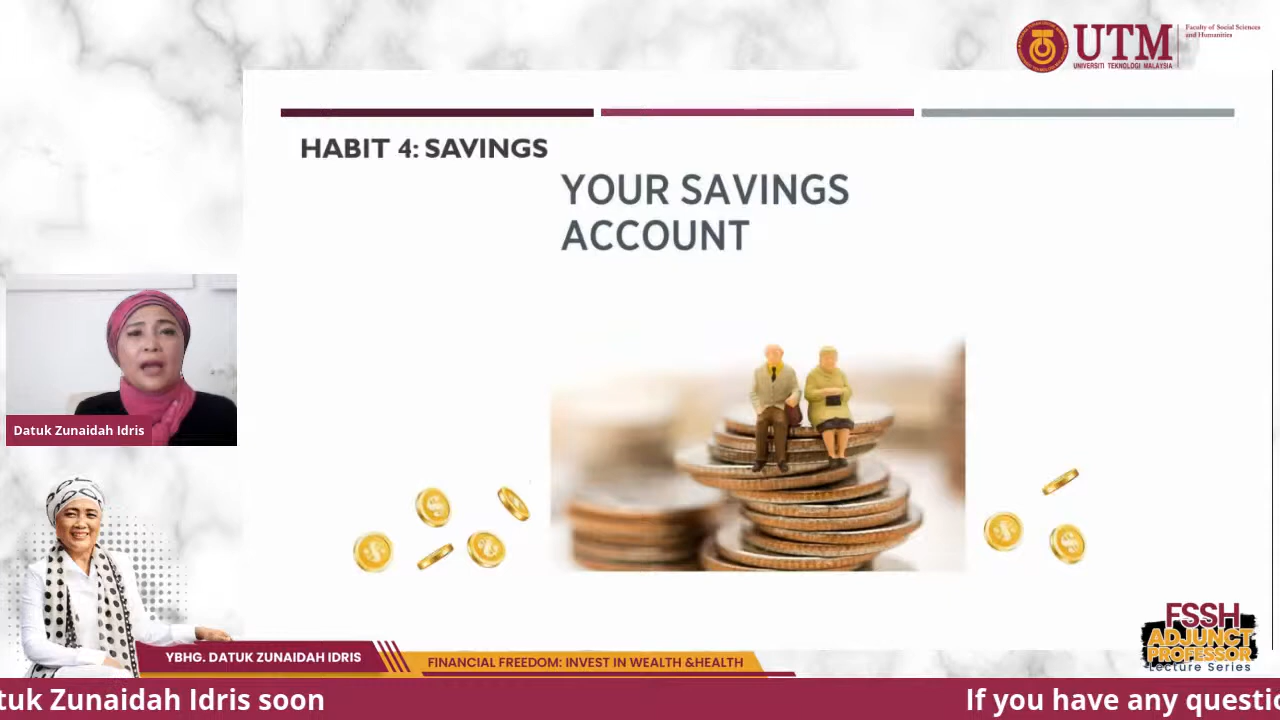 UTM
UNIVERSITI TEKNOLOGI MALAYSIA
Faculty of Social Sciences
and Humanities
HABIT 4: SAVINGS
YOUR SAVINGS
ACCOUNT
Datuk Zunaidah Idris
YBHG. DATUK ZUNAIDAH IDRIS
FINANCIAL FREEDOM: INVEST IN WEALTH &HEALTH
FSSH
ADJUNCT
PROFESSOR
Lecture Series
tuk Zunaidah Idris soon
If you have any questio